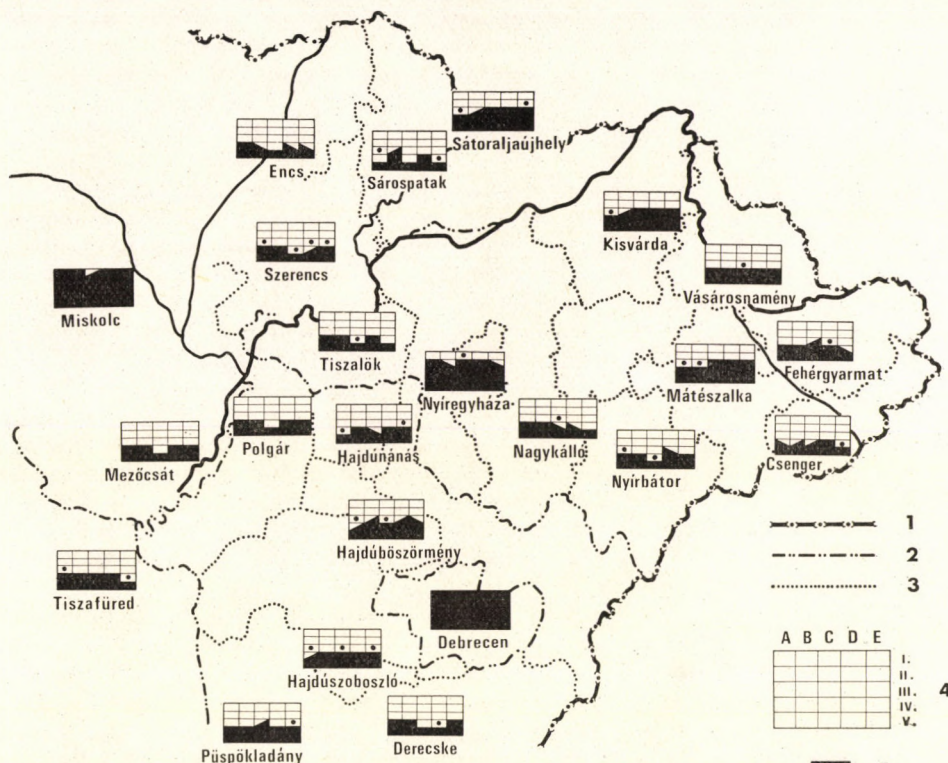 Sátoraljaújhely
Encs
Sárospatak
Kisvárda
Szerencs
Vásárosnamény
Miskolc
Tiszalök
Fehérgyarmat
Nyíregyháza
Mátészalka
Mezőcsát
Polgár
Hajdúnánás
Nagykálló
Nyírbátor
Csenger
Hajdúböszörmény
1
2
3
Tiszafüred
Debrecen
A B C D E
I.
II.
III. 4
IV.
V.
Hajdúszoboszló
Püspökladány
Derecske